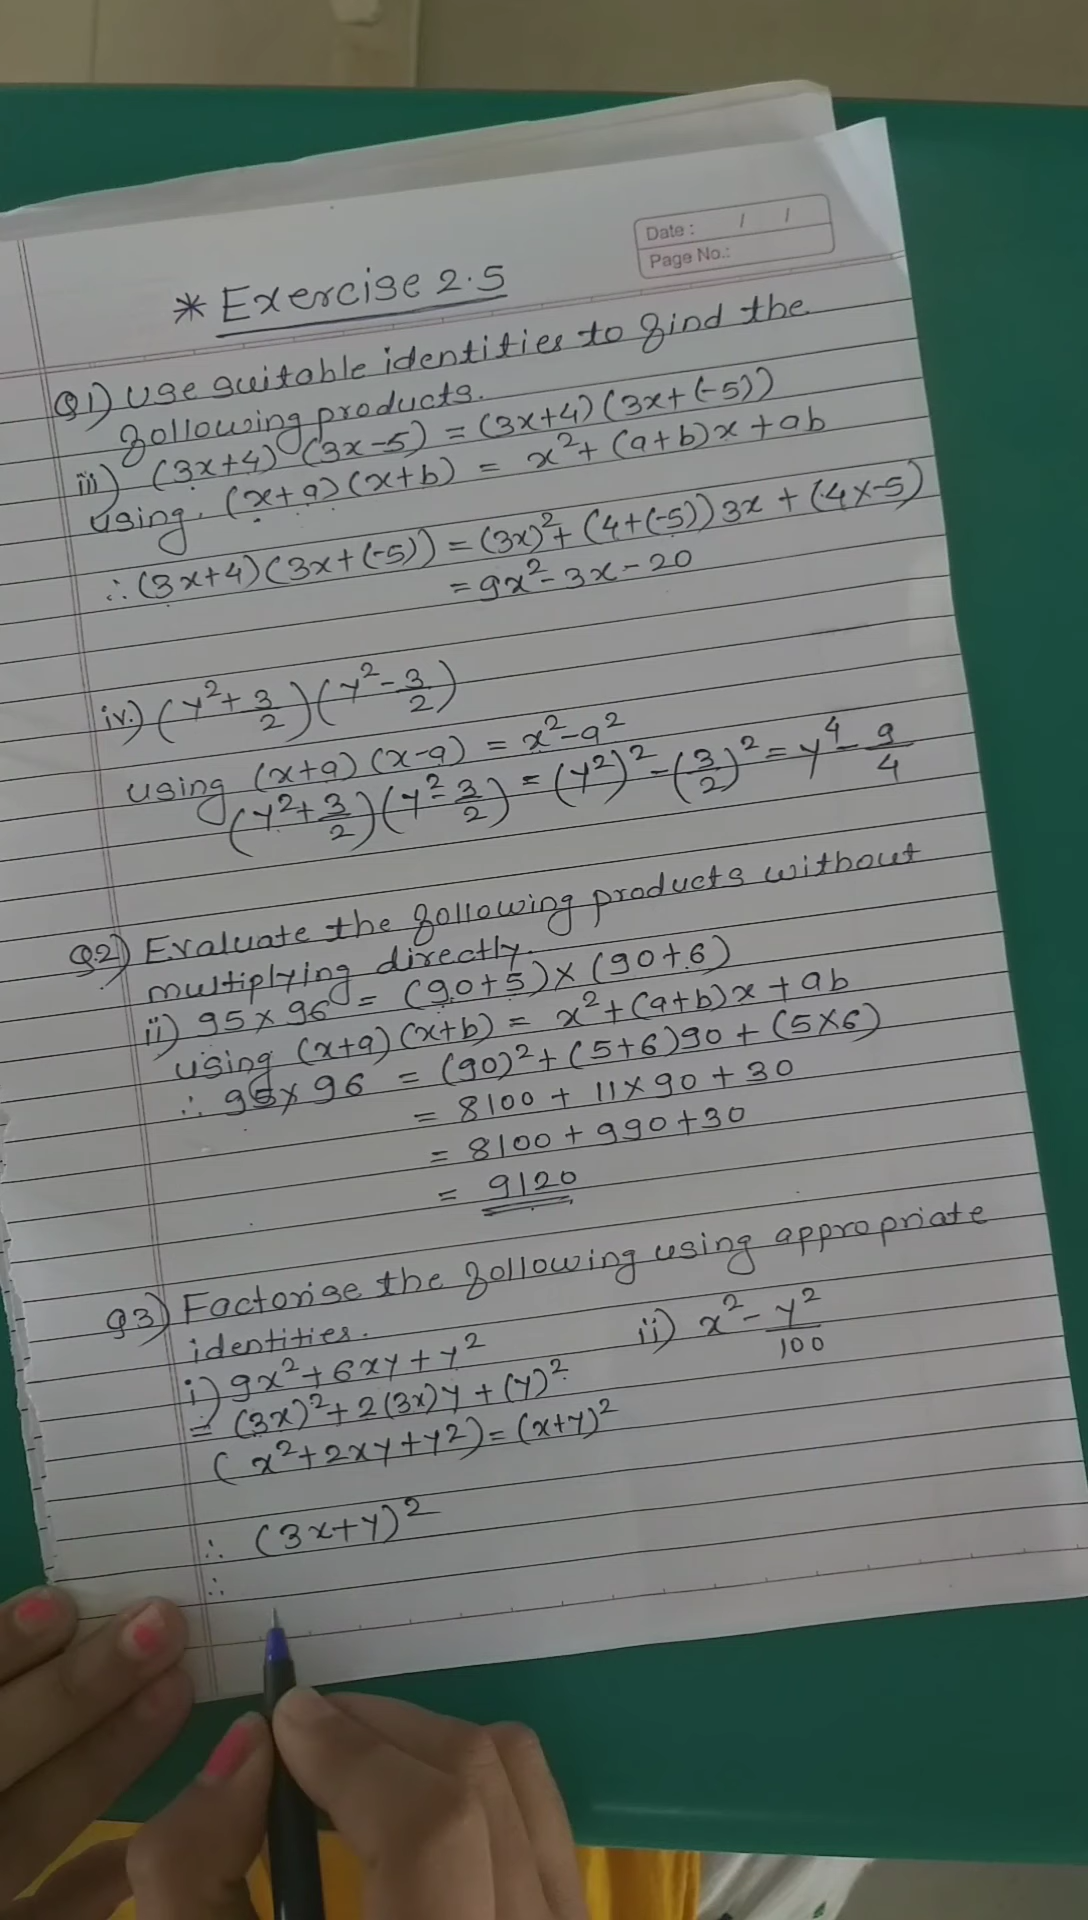 Date : / /
Page No.:
* Exercise 2.5
Q1) Use suitable identities to find the
following products.
iii) (3x+4) (3x-5) = (3x+4) (3x+(-5))
using. (x+a) (x+b) = x²+ (a+b)x + ab
∴ (3x+4) (3x+(-5)) = (3x)²+ (4+(-5)) 3x + (4x-5)
= 9x²- 3x - 20
iv.) (y²+ 3/2) (y²- 3/2)
using (x+a) (x-a) = x²-a²
(y²+ 3/2) (y²- 3/2) = (y²)² - (3/2)² = y⁴- 9/4
Q2) Evaluate the following products without
multiplying directly.
ii) 95 x 96 = (90+5) x (90+6)
using (x+a) (x+b) = x²+ (a+b)x + ab
∴ 95 x 96 = (90)²+ (5+6)90 + (5x6)
= 8100 + 11 x 90 + 30
= 8100 + 990 + 30
= 9120
Q3) Factorise the following using appropriate
identities.
i) 9x²+ 6xy + y² ii) x² - y²/100
= (3x)²+ 2(3x)y + (y)²
( x²+ 2xy + y²) = (x+y)²
∴ (3x+y)²
∴